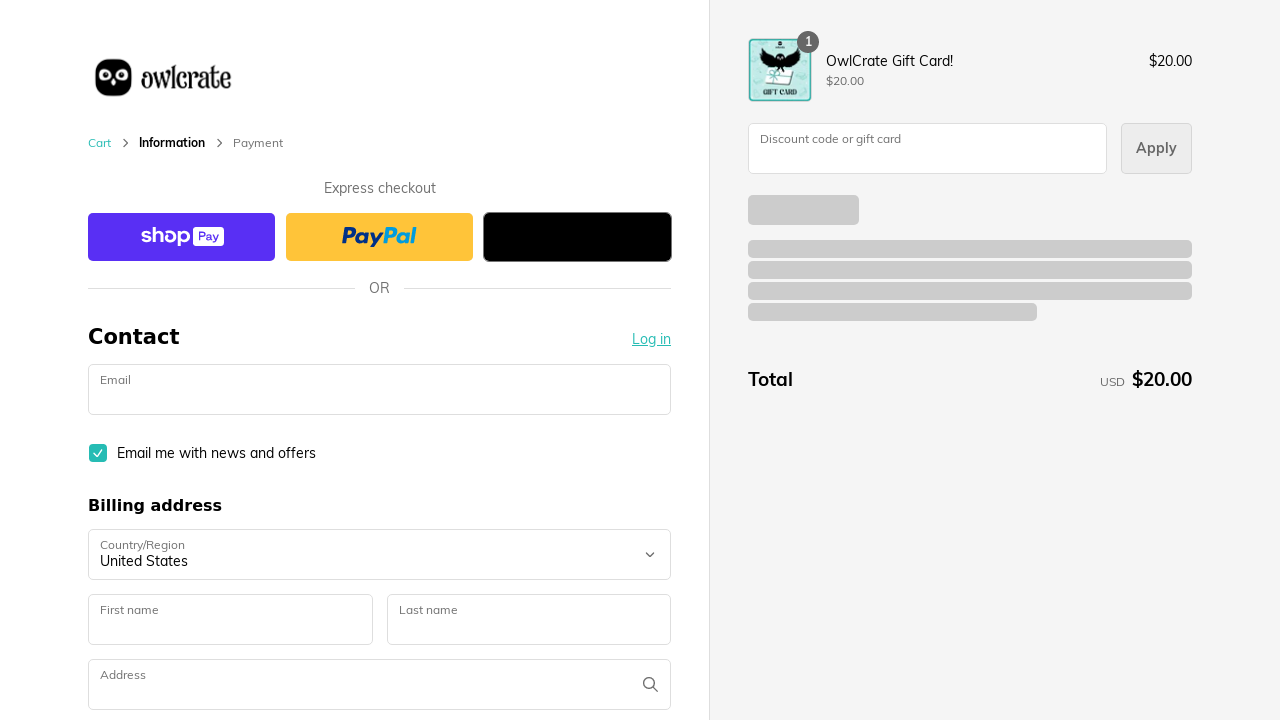 owlcrate
Cart > Information > Payment
Express checkout
shop Pay
PayPal
OR
Contact
Log in
Email
Email me with news and offers
Billing address
Country/Region
United States
First name
Last name
Address
1
GIFT CARD
OwlCrate Gift Card!
$20.00
$20.00
Discount code or gift card
Apply
Total
USD $20.00